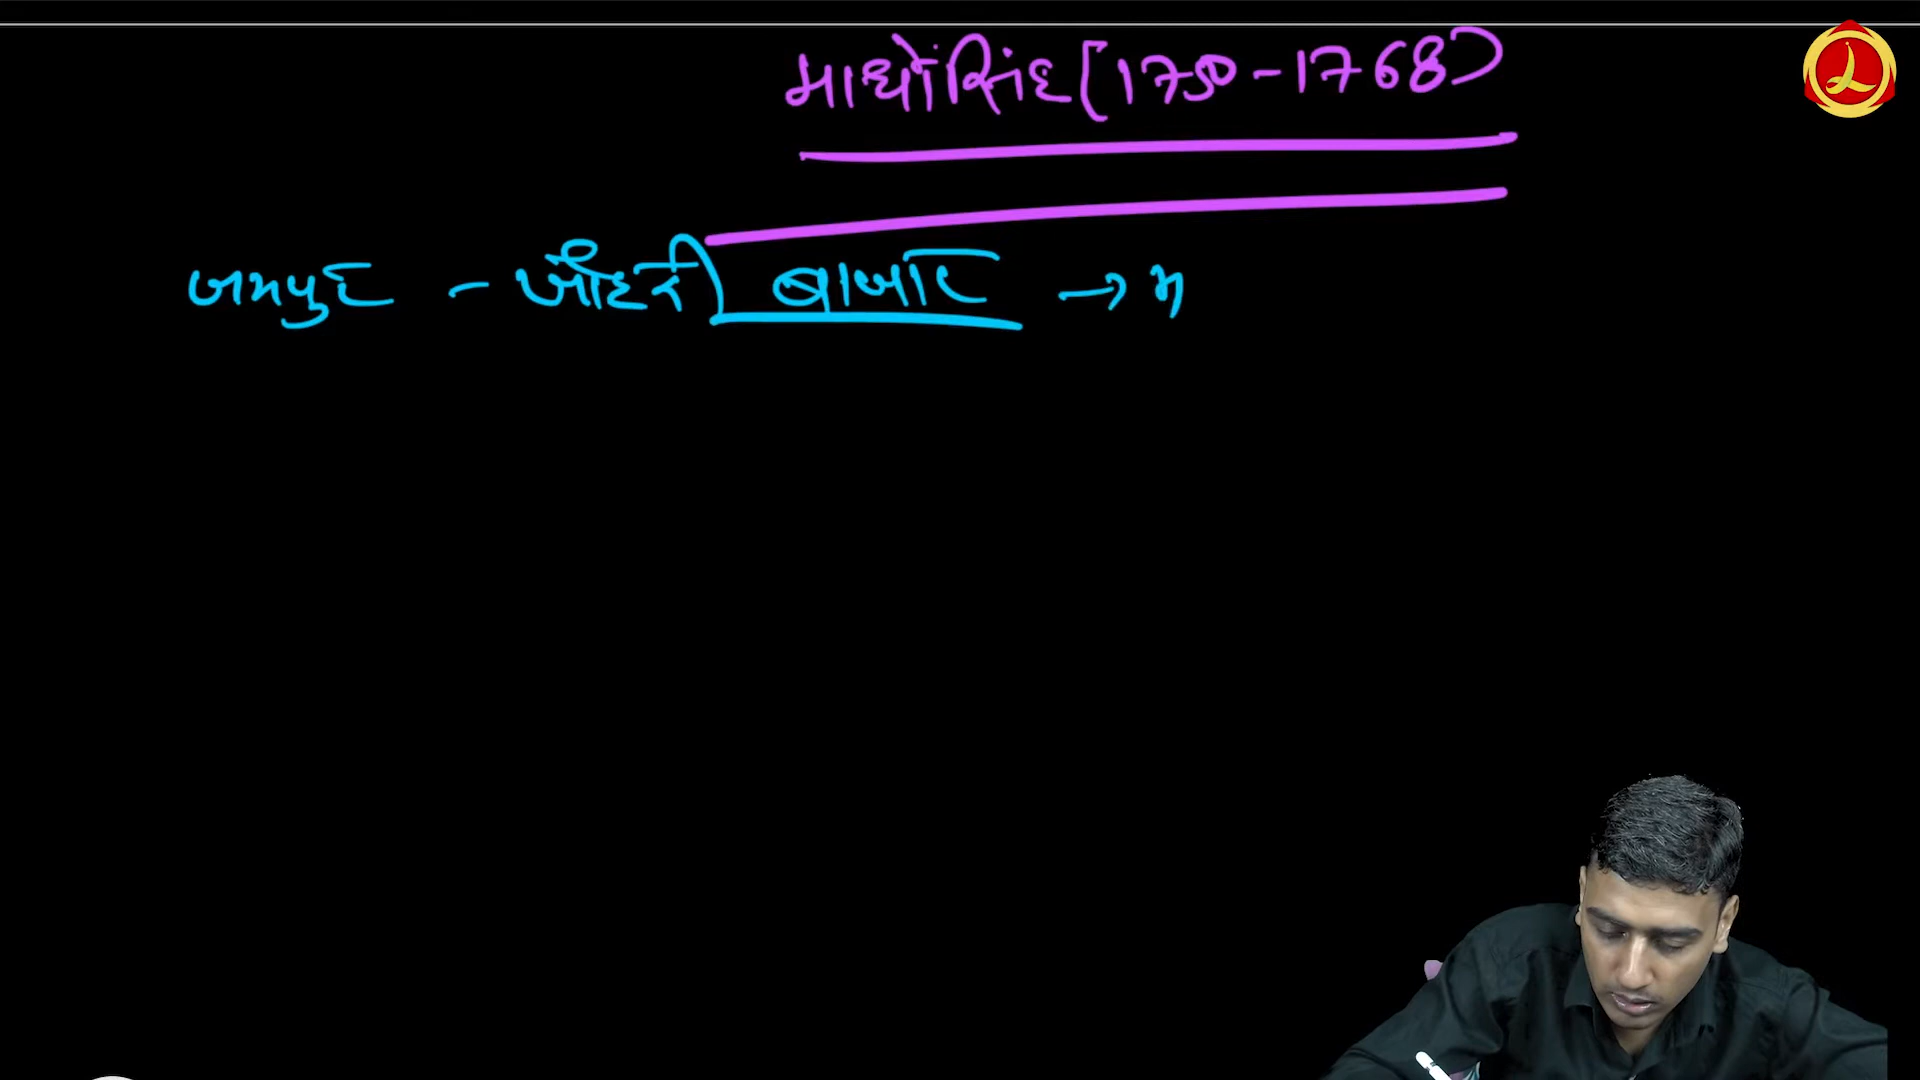 माधोसिंह (1750-1768)
जयपुर - जौहरी बाजार → म